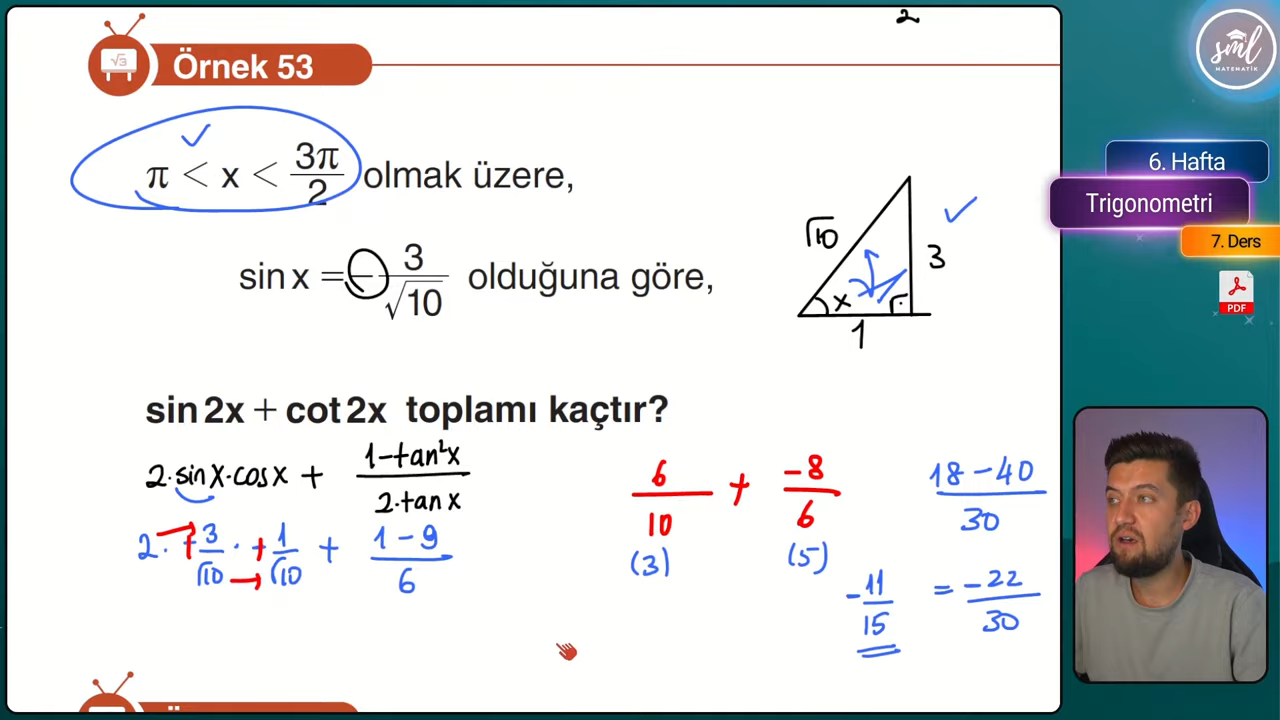 2
sml
MATEMATİK
√3
Örnek 53
π < x < 3π/2 olmak üzere,
sin x = - 3/√10 olduğuna göre,
√10
3
x
1
sin 2x + cot 2x toplamı kaçtır?
2·sinx·cosx + 1-tan²x / 2·tanx
2 · -3/√10 · -1/√10 + 1-9 / 6
6/10 + -8/6
(3) (5)
18-40 / 30
= -22/30
-11/15
6. Hafta
Trigonometri
7. Ders
PDF